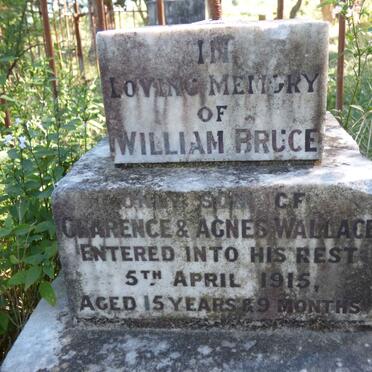 IN
LOVING MEMORY
OF
WILLIAM BRUCE
ONLY SON OF
CLARENCE & AGNES WALLACE
ENTERED INTO HIS REST
5TH APRIL 1915,
AGED 15 YEARS & 9 MONTHS